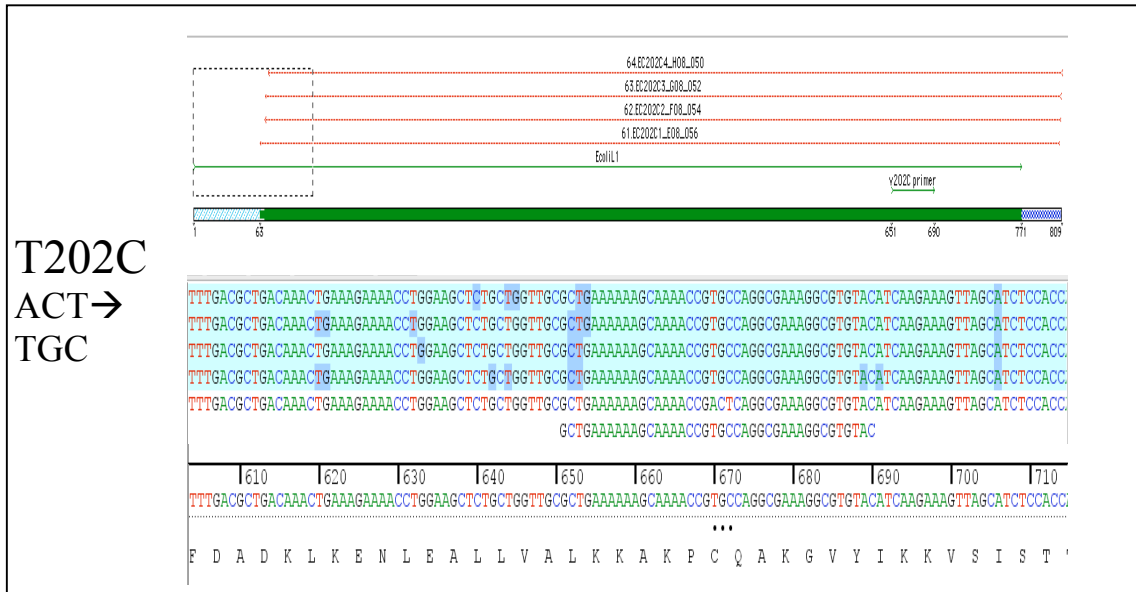 64.EC202C4_H08_050
63.EC202C3_G08_052
62.EC202C2_F08_054
61.EC202C1_E08_056
EcoliL1
Y202C primer
1 63 651 690 771 809
T202C
ACT→
TGC
TTTGACGCTGACAAACTGAAAGAAAACCTGGAAGCTCTGCTGGTTGCGCTGAAAAAAGCAAAACCGTGCCAGGCGAAAGGCGTGTACATCAAGAAAGTTAGCATCTCCACC
TTTGACGCTGACAAACTGAAAGAAAACCTGGAAGCTCTGCTGGTTGCGCTGAAAAAAGCAAAACCGTGCCAGGCGAAAGGCGTGTACATCAAGAAAGTTAGCATCTCCACC
TTTGACGCTGACAAACTGAAAGAAAACCTGGAAGCTCTGCTGGTTGCGCTGAAAAAAGCAAAACCGTGCCAGGCGAAAGGCGTGTACATCAAGAAAGTTAGCATCTCCACC
TTTGACGCTGACAAACTGAAAGAAAACCTGGAAGCTCTGCTGGTTGCGCTGAAAAAAGCAAAACCGTGCCAGGCGAAAGGCGTGTACATCAAGAAAGTTAGCATCTCCACC
TTTGACGCTGACAAACTGAAAGAAAACCTGGAAGCTCTGCTGGTTGCGCTGAAAAAAGCAAAACCGACTCAGGCGAAAGGCGTGTACATCAAGAAAGTTAGCATCTCCACC
GCTGAAAAAAGCAAAACCGTGCCAGGCGAAAGGCGTGTAC
610 620 630 640 650 660 670 680 690 700 710
TTTGACGCTGACAAACTGAAAGAAAACCTGGAAGCTCTGCTGGTTGCGCTGAAAAAAGCAAAACCGTGCCAGGCGAAAGGCGTGTACATCAAGAAAGTTAGCATCTCCACC
F D A D K L K E N L E A L L V A L K K A K P C Q A K G V Y I K K V S I S T